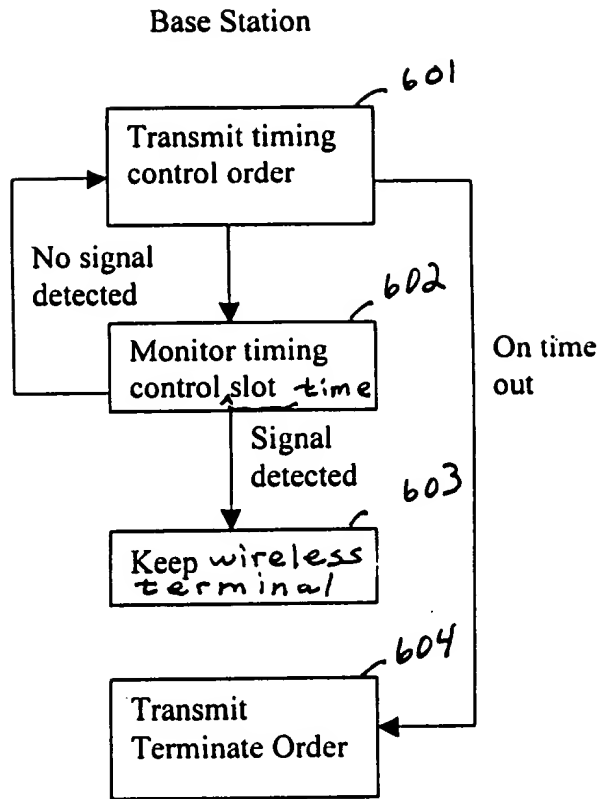 Base Station
601
Transmit timing
control order
No signal
detected
602
Monitor timing
control slot time
On time
out
Signal
detected
603
Keep wireless
terminal
604
Transmit
Terminate Order